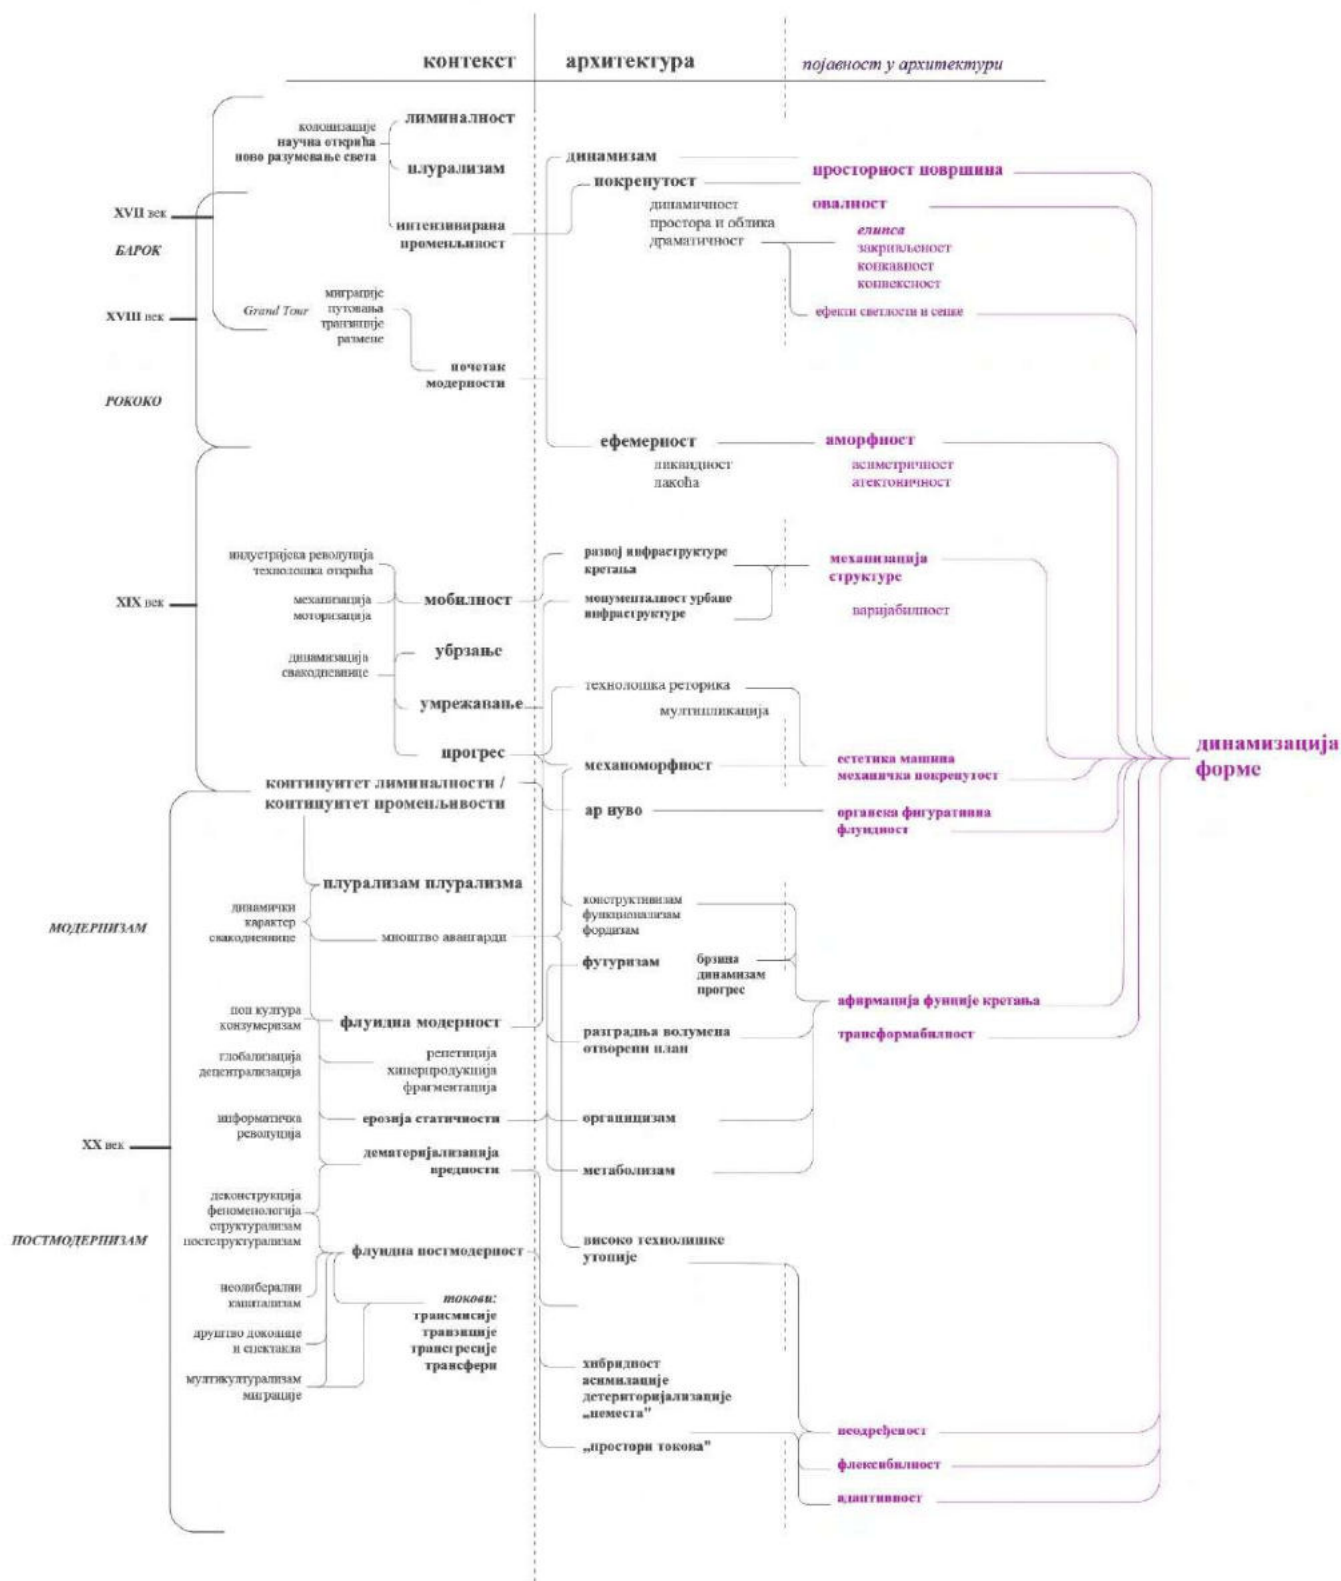 контекст
архитектура
појавност у архитектури
лиминалност
колонизације
научна открића
ново разумевање света
плурализам
динамизам
просторност површина
покренутост
XVII век
интензивирана
променљивост
динамичност
простора и облика
драматичност
овалност
елипса
закривљеност
конкавност
конвексност
БАРОК
XVIII век
Grand Tour
миграције
путовања
транзиције
размене
ефекти светлости и сенке
почетак
модерности
РОКОКО
ефемерност
аморфност
ликвидност
лакоћа
асиметричност
атектоничност
индустријска револуција
технолошка открића
развој инфраструктуре
кретања
механизација
структуре
XIX век
механизација
моторизација
мобилност
монументалност урбане
инфраструктуре
варијабилност
динамизација
свакодневнице
убрзање
умрежавање
технолошка реторика
мултипликација
прогрес
механоморфност
естетика машина
механичка покренутост
динамизација
форме
континуитет лиминалности /
континуитет променљивости
ар нуво
органска фигуративна
флуидност
плурализам плурализма
МОДЕРНИЗАМ
динамички
карактер
свакодневнице
мноштво авангарди
конструктивизам
функционализам
фордизам
футуризам
брзина
динамизам
прогрес
афирмација фунције кретања
поп култура
конзумеризам
флуидна модерност
разградња волумена
отворени план
трансформабилност
глобализација
децентрализација
репетиција
хиперпродукција
фрагментација
информатичка
револуција
ерозија статичности
органицизам
XX век
дематеријализација
вредности
метаболизам
деконструкција
феноменологија
структурализам
постструктурализам
ПОСТМОДЕРНИЗАМ
флуидна постмодерност
високо технолишке
утопије
неолиберални
капитализам
токови:
трансмисије
транзиције
трансгресије
трансфери
друштво доколице
и спектакла
мултикултурализам
миграције
хибридност
асимилације
детериторијализације
„неместа"
„простори токова"
неодређеност
флексибилност
адаптивност